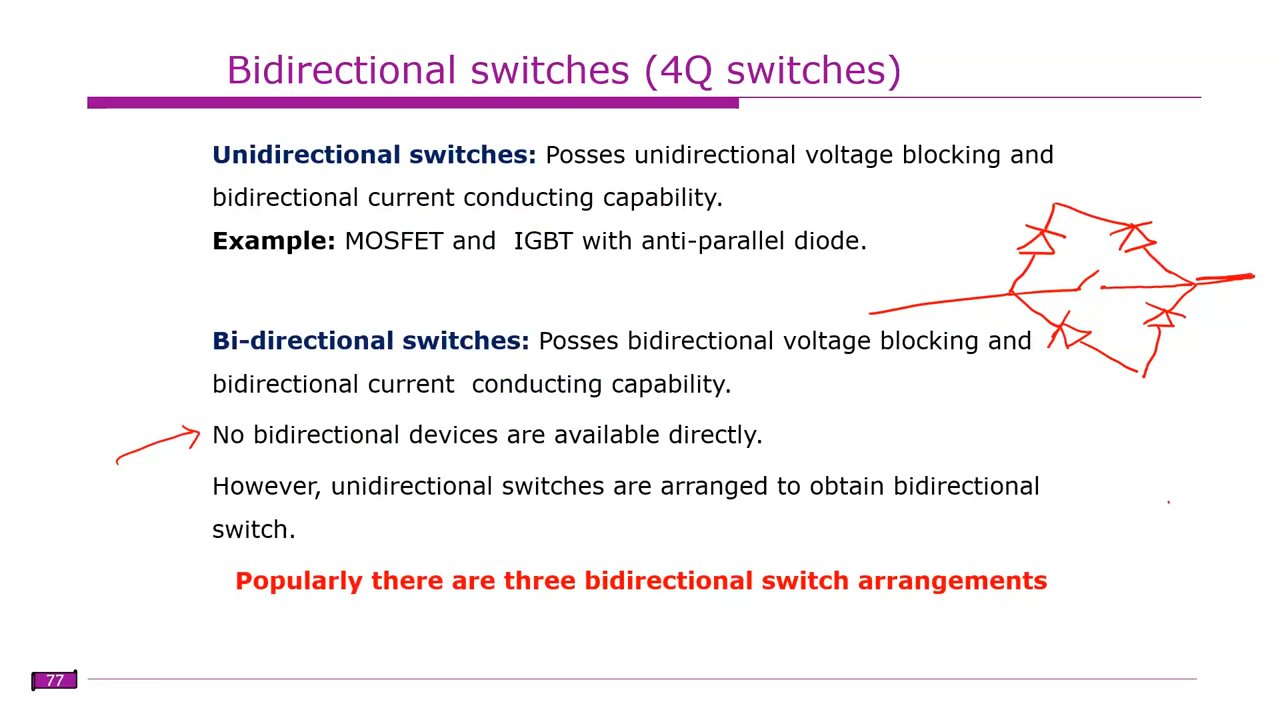 Bidirectional switches (4Q switches)
Unidirectional switches: Posses unidirectional voltage blocking and
bidirectional current conducting capability.
Example: MOSFET and IGBT with anti-parallel diode.
Bi-directional switches: Posses bidirectional voltage blocking and
bidirectional current conducting capability.
No bidirectional devices are available directly.
However, unidirectional switches are arranged to obtain bidirectional
switch.
Popularly there are three bidirectional switch arrangements
77